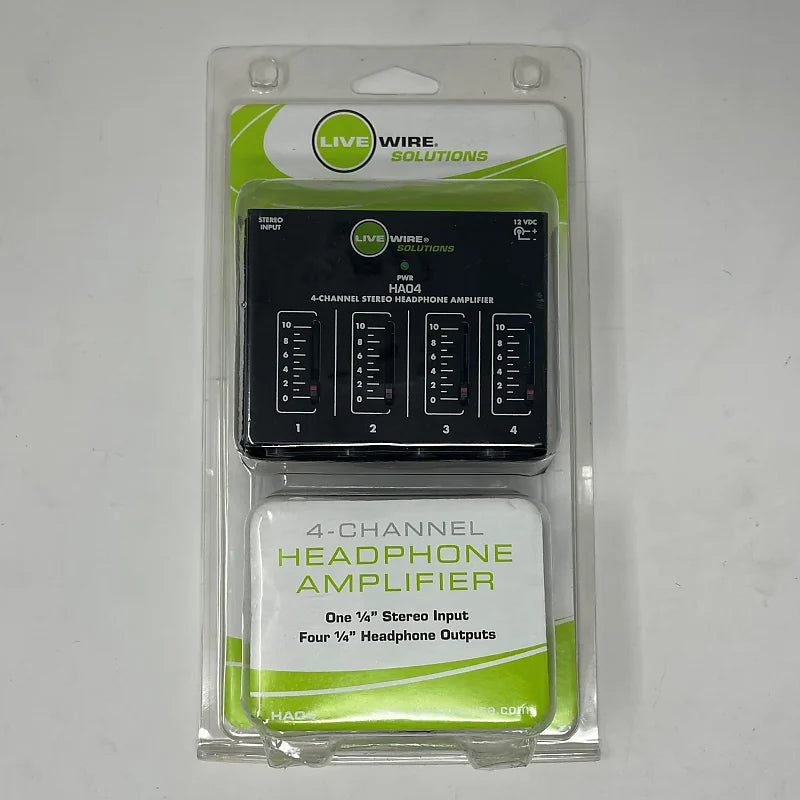 LIVE WIRE®
SOLUTIONS
STEREO
INPUT
12 VDC
+
-
LIVE WIRE®
SOLUTIONS
PWR
HA04
4-CHANNEL STEREO HEADPHONE AMPLIFIER
10 10 10 10
8 8 8 8
6 6 6 6
4 4 4 4
2 2 2 2
0 0 0 0
1 2 3 4
4-CHANNEL
HEADPHONE
AMPLIFIER
One ¼” Stereo Input
Four ¼” Headphone Outputs
HA04